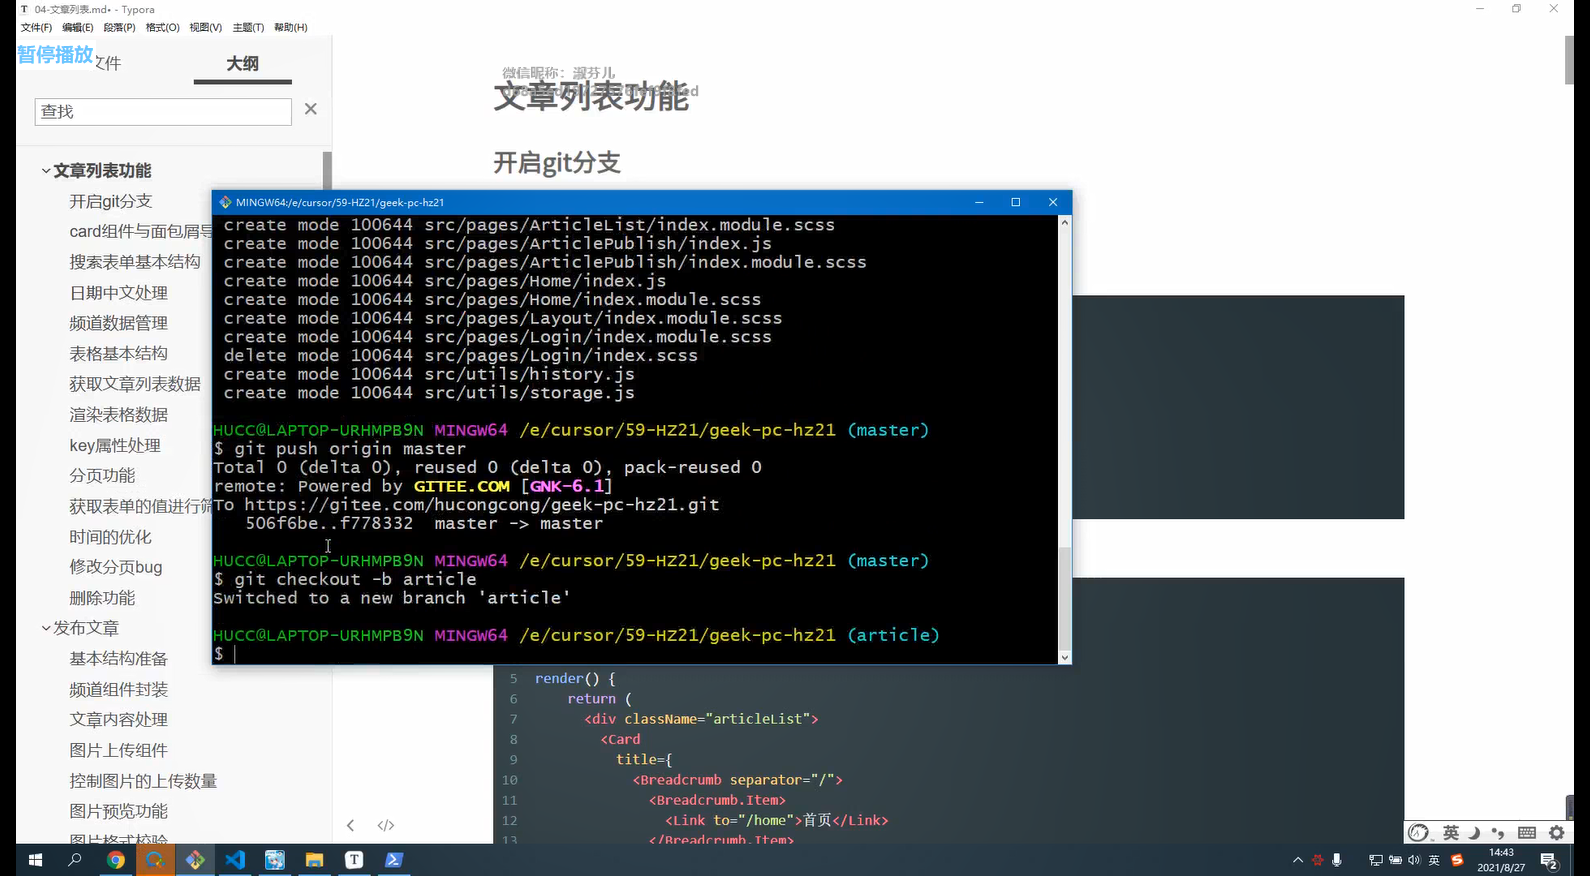 04-文章列表.md• - Typora
文件(F) 编辑(E) 段落(P) 格式(O) 视图(V) 主题(T) 帮助(H)
暂停播放
文件
大纲
查找
文章列表功能
开启git分支
card组件与面包屑导
搜索表单基本结构
日期中文处理
频道数据管理
表格基本结构
获取文章列表数据
渲染表格数据
key属性处理
分页功能
获取表单的值进行筛
时间的优化
修改分页bug
删除功能
发布文章
基本结构准备
频道组件封装
文章内容处理
图片上传组件
控制图片的上传数量
图片预览功能
图片格式校验
微信昵称：淑芬儿
文章列表功能
开启git分支
MINGW64:/e/cursor/59-HZ21/geek-pc-hz21
create mode 100644 src/pages/ArticleList/index.module.scss
create mode 100644 src/pages/ArticlePublish/index.js
create mode 100644 src/pages/ArticlePublish/index.module.scss
create mode 100644 src/pages/Home/index.js
create mode 100644 src/pages/Home/index.module.scss
create mode 100644 src/pages/Layout/index.module.scss
create mode 100644 src/pages/Login/index.module.scss
delete mode 100644 src/pages/Login/index.scss
create mode 100644 src/utils/history.js
create mode 100644 src/utils/storage.js
HUCC@LAPTOP-URHMPB9N MINGW64 /e/cursor/59-HZ21/geek-pc-hz21 (master)
$ git push origin master
Total 0 (delta 0), reused 0 (delta 0), pack-reused 0
remote: Powered by GITEE.COM [GNK-6.1]
To https://gitee.com/hucongcong/geek-pc-hz21.git
506f6be..f778332 master -> master
HUCC@LAPTOP-URHMPB9N MINGW64 /e/cursor/59-HZ21/geek-pc-hz21 (master)
$ git checkout -b article
Switched to a new branch 'article'
HUCC@LAPTOP-URHMPB9N MINGW64 /e/cursor/59-HZ21/geek-pc-hz21 (article)
$
5 render() {
6 return (
7 <div className="articleList">
8 <Card
9 title={
10 <Breadcrumb separator="/">
11 <Breadcrumb.Item>
12 <Link to="/home">首页</Link>
13 </Breadcrumb.Item>
英
英
14:43
2021/8/27
2